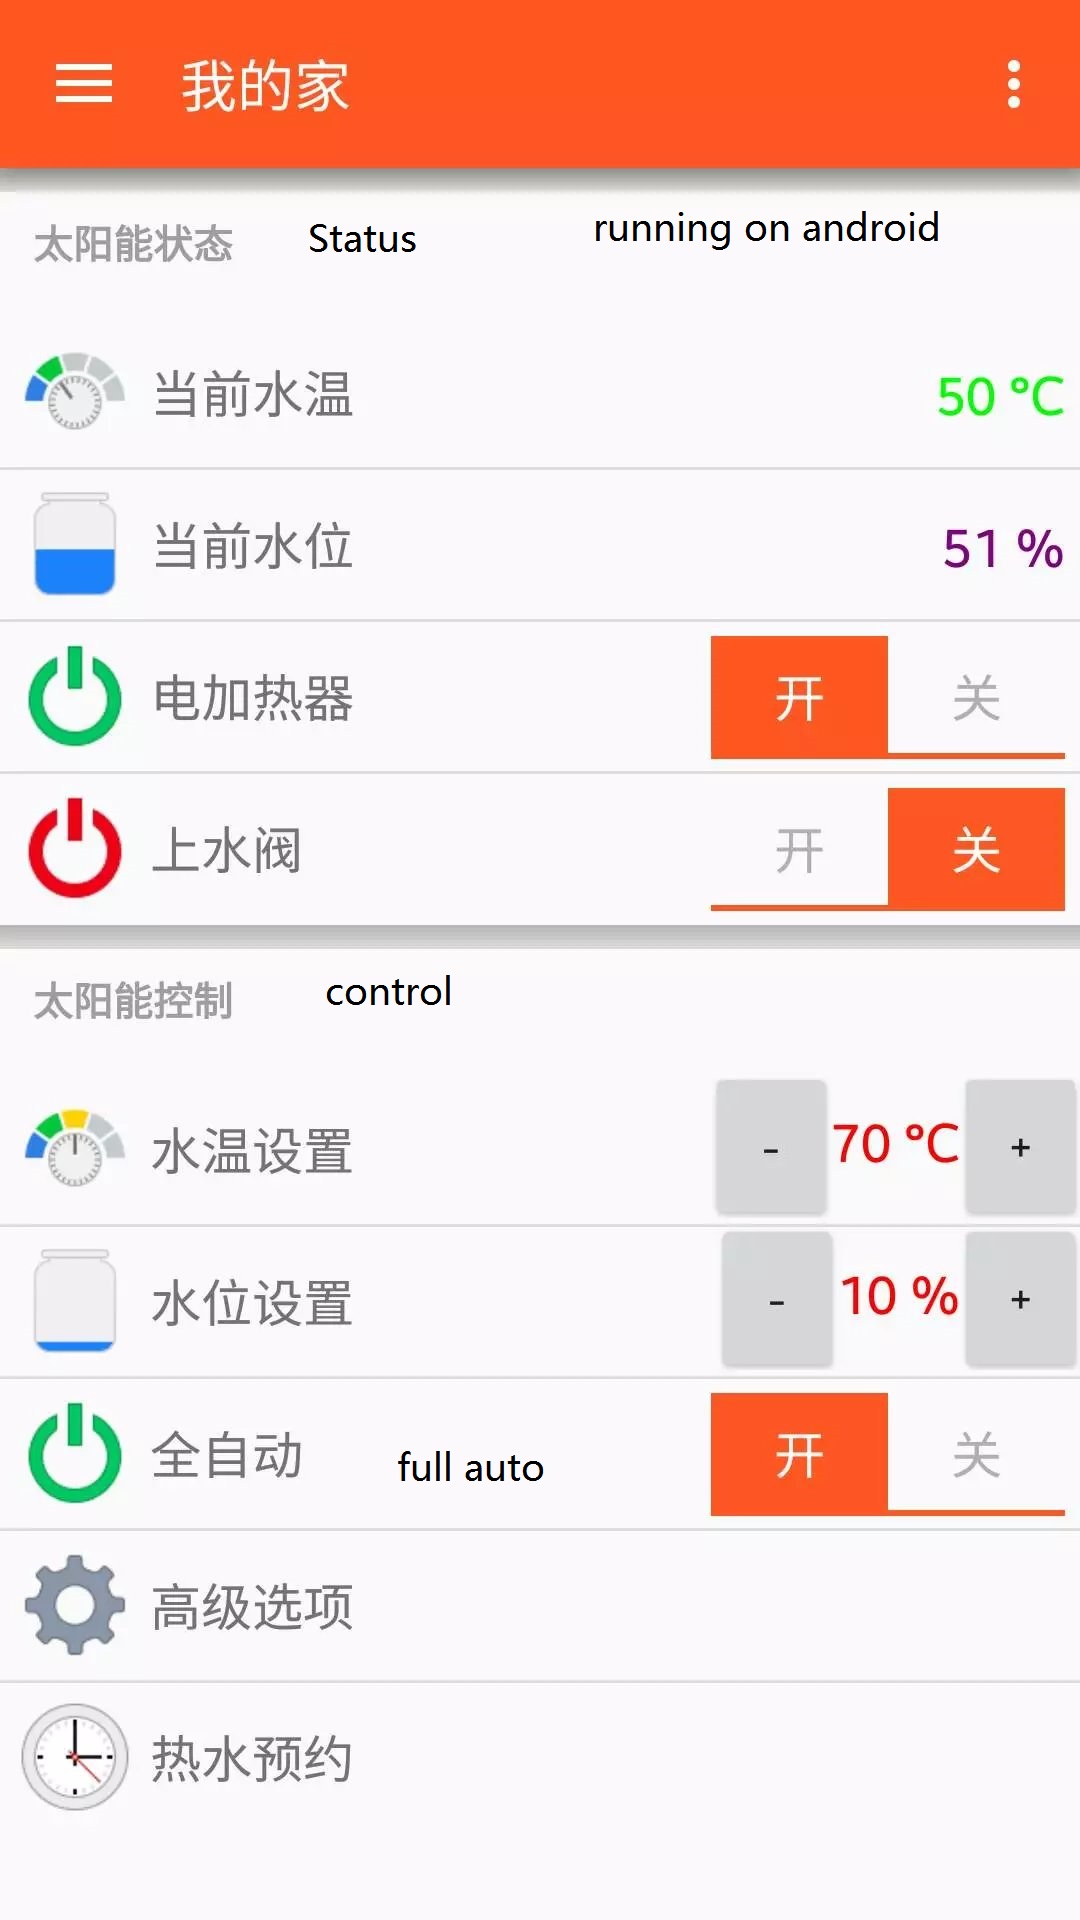 我的家
太阳能状态 Status running on android
当前水温 50 °C
当前水位 51 %
电加热器 开 关
上水阀 开 关
太阳能控制 control
水温设置 - 70 °C +
水位设置 - 10 % +
全自动 full auto 开 关
高级选项
热水预约